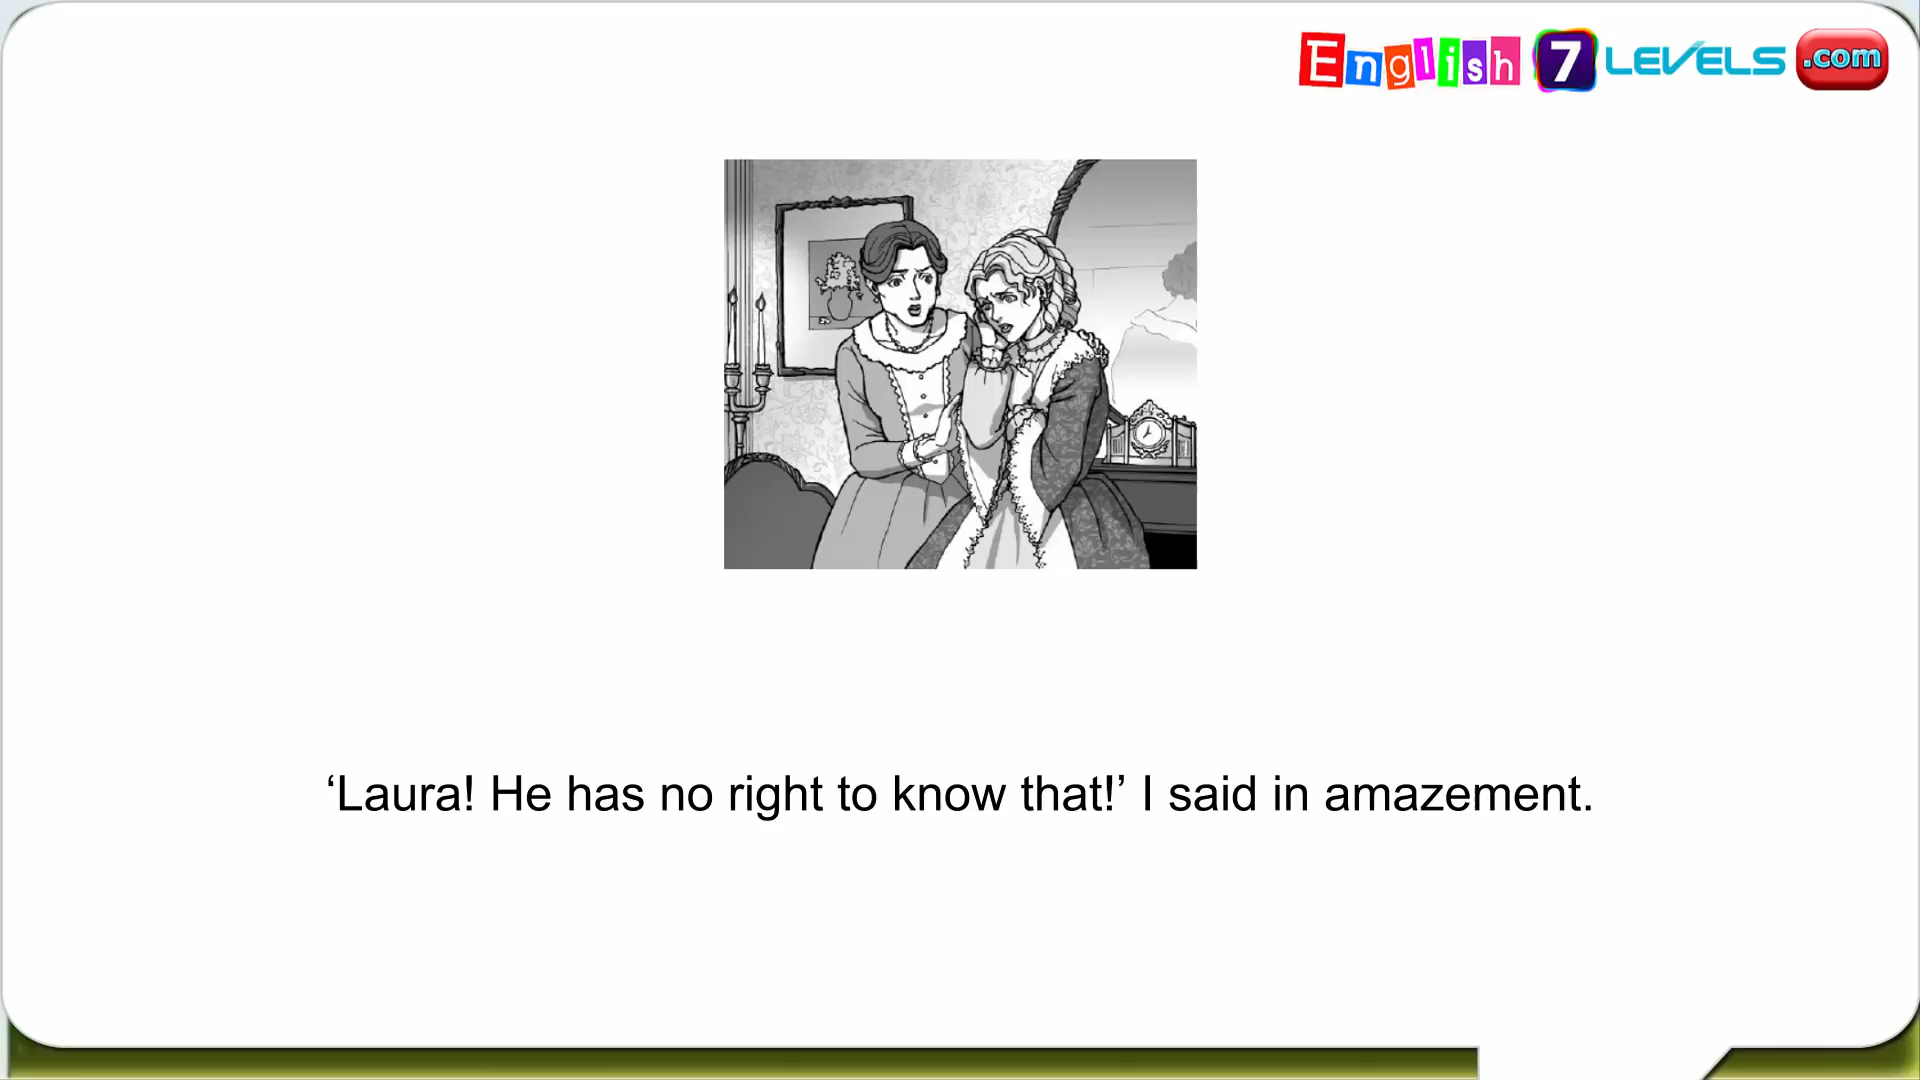 English 7 LEVELS .com
‘Laura! He has no right to know that!’ I said in amazement.